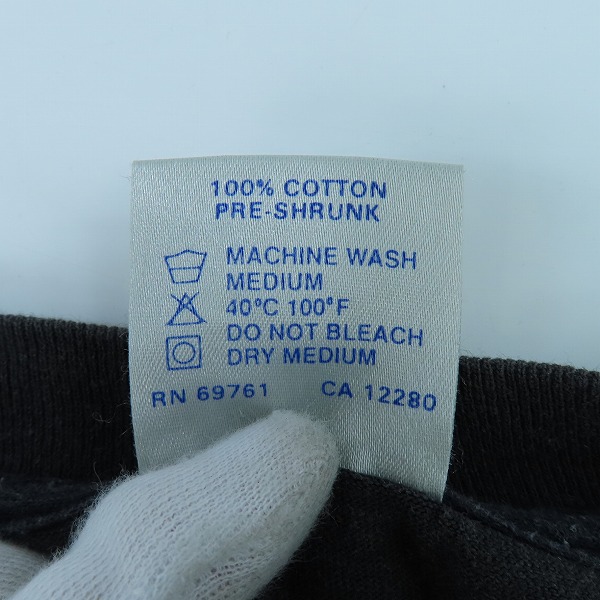 100% COTTON
PRE-SHRUNK
MACHINE WASH
MEDIUM
40°C 100°F
DO NOT BLEACH
DRY MEDIUM
RN 69761 CA 12280